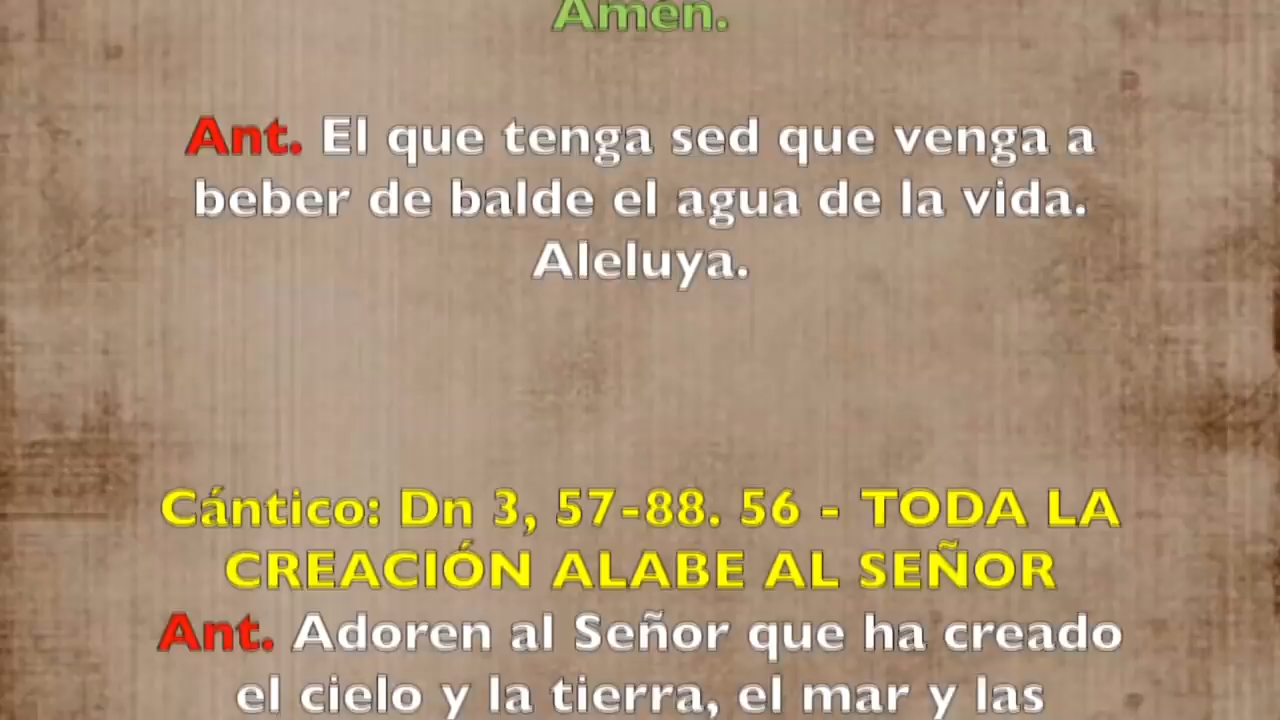 Amén.
Ant. El que tenga sed que venga a
beber de balde el agua de la vida.
Aleluya.
Cántico: Dn 3, 57-88. 56 - TODA LA
CREACIÓN ALABE AL SEÑOR
Ant. Adoren al Señor que ha creado
el cielo y la tierra, el mar y las